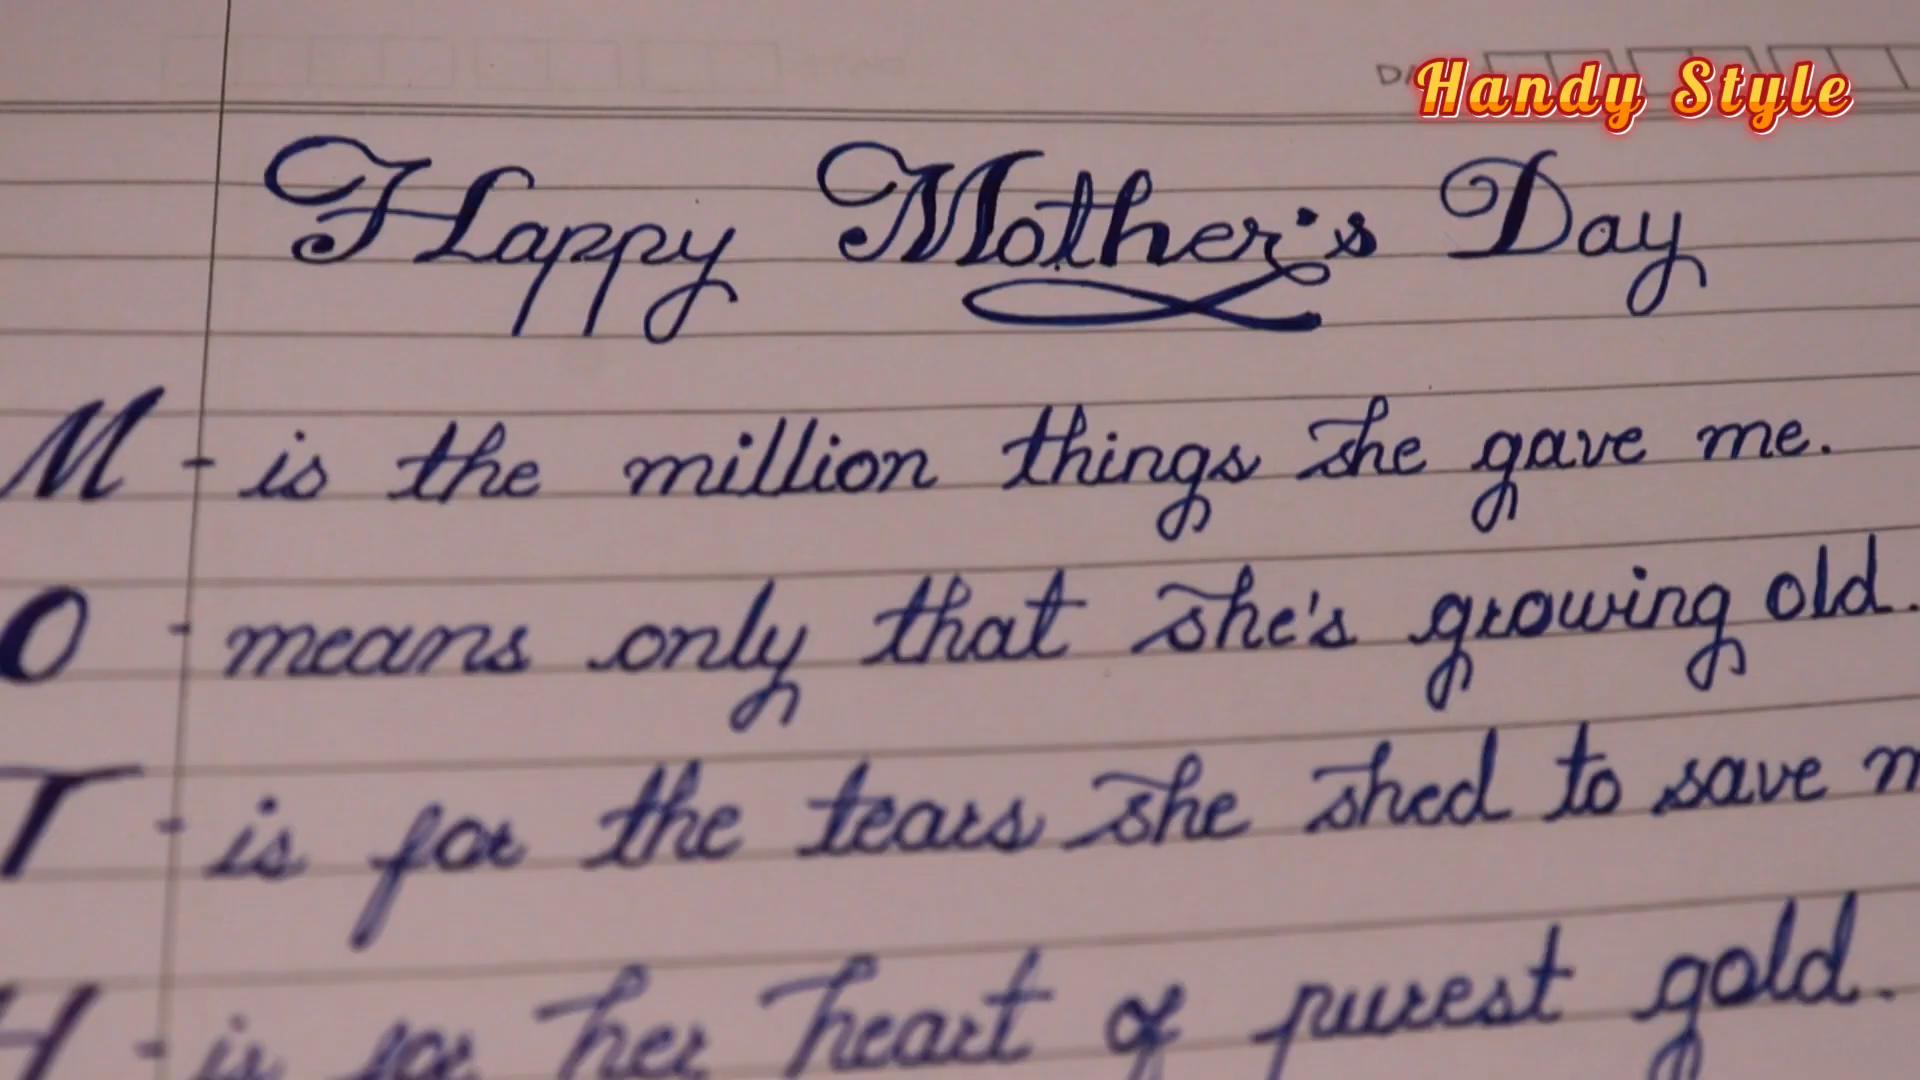 Handy Style
Happy Mother's Day
M - is the million things she gave me.
O - means only that she's growing old.
T - is for the tears she shed to save
H - is for her heart of purest gold.